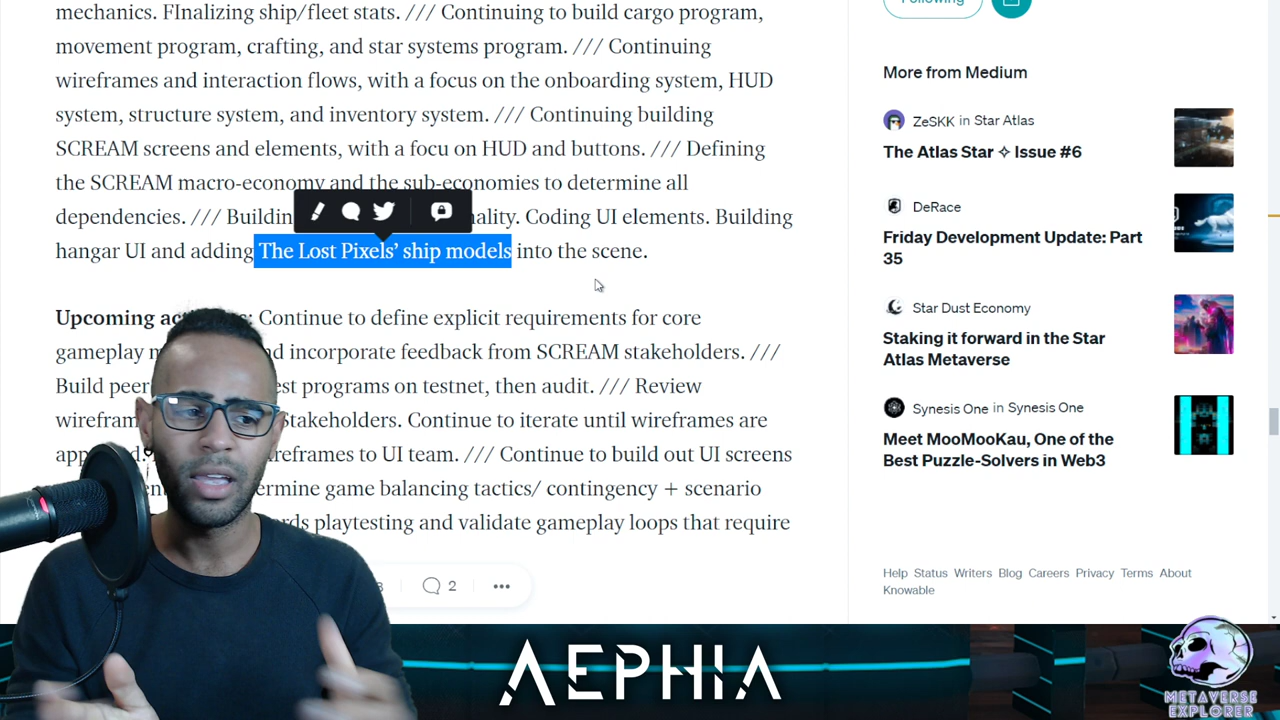 mechanics. FInalizing ship/fleet stats. /// Continuing to build cargo program,
movement program, crafting, and star systems program. /// Continuing
wireframes and interaction flows, with a focus on the onboarding system, HUD
system, structure system, and inventory system. /// Continuing building
SCREAM screens and elements, with a focu on HUD and buttons. /// Defining
the SCREAM macro-economy and the sub-economies to determine all
dependencies. /// Buildin nality. Coding UI elements. Building
hangar UI and adding The Lost Pixels’ ship models into the scene.
Upcoming ac : Continue to define explicit requirements for core
gameplay m nd incorporate feedback from SCREAM stakeholders. ///
Build peer est programs on testnet, then audit. /// Review
wirefram stakeholders. Continue to iterate until wireframes are
app d. reframes to UI team. /// Continue to build out UI screens
en ermine game balancing tactics/ contingency + scenario
rds playtesting and validate gameplay loops that require
2
Following
More from Medium
ZeSKK in Star Atlas
The Atlas Star ✧ Issue #6
DeRace
Friday Development Update: Part
35
Star Dust Economy
Staking it forward in the Star
Atlas Metaverse
Synesis One in Synesis One
Meet MooMooKau, One of the
Best Puzzle-Solvers in Web3
Help Status Writers Blog Careers Privacy Terms About
Knowable
AEPHIA
METAVERSE
EXPLORER